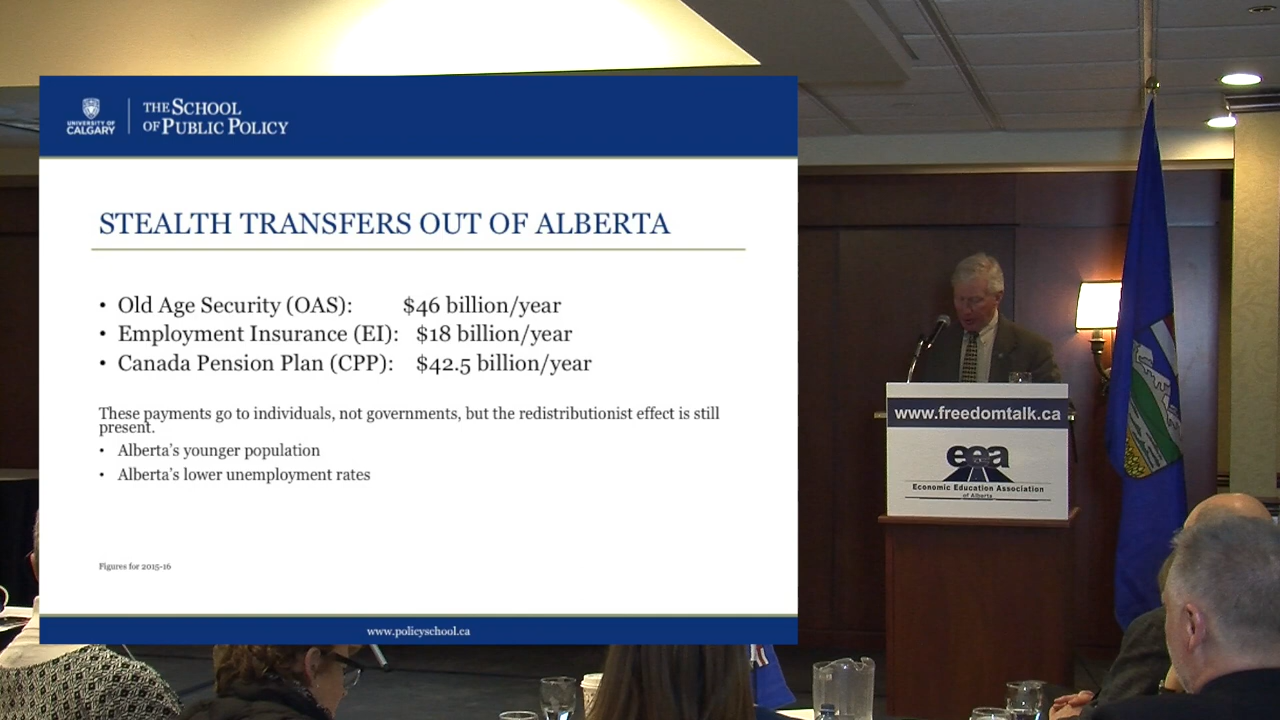 UNIVERSITY OF
CALGARY
THE SCHOOL
OF PUBLIC POLICY
STEALTH TRANSFERS OUT OF ALBERTA
• Old Age Security (OAS): $46 billion/year
• Employment Insurance (EI): $18 billion/year
• Canada Pension Plan (CPP): $42.5 billion/year
These payments go to individuals, not governments, but the redistributionist effect is still
present.
• Alberta's younger population
• Alberta's lower unemployment rates
Figures for 2015-16
www.policyschool.ca
www.freedomtalk.ca
eea
Economic Education Association
of Alberta